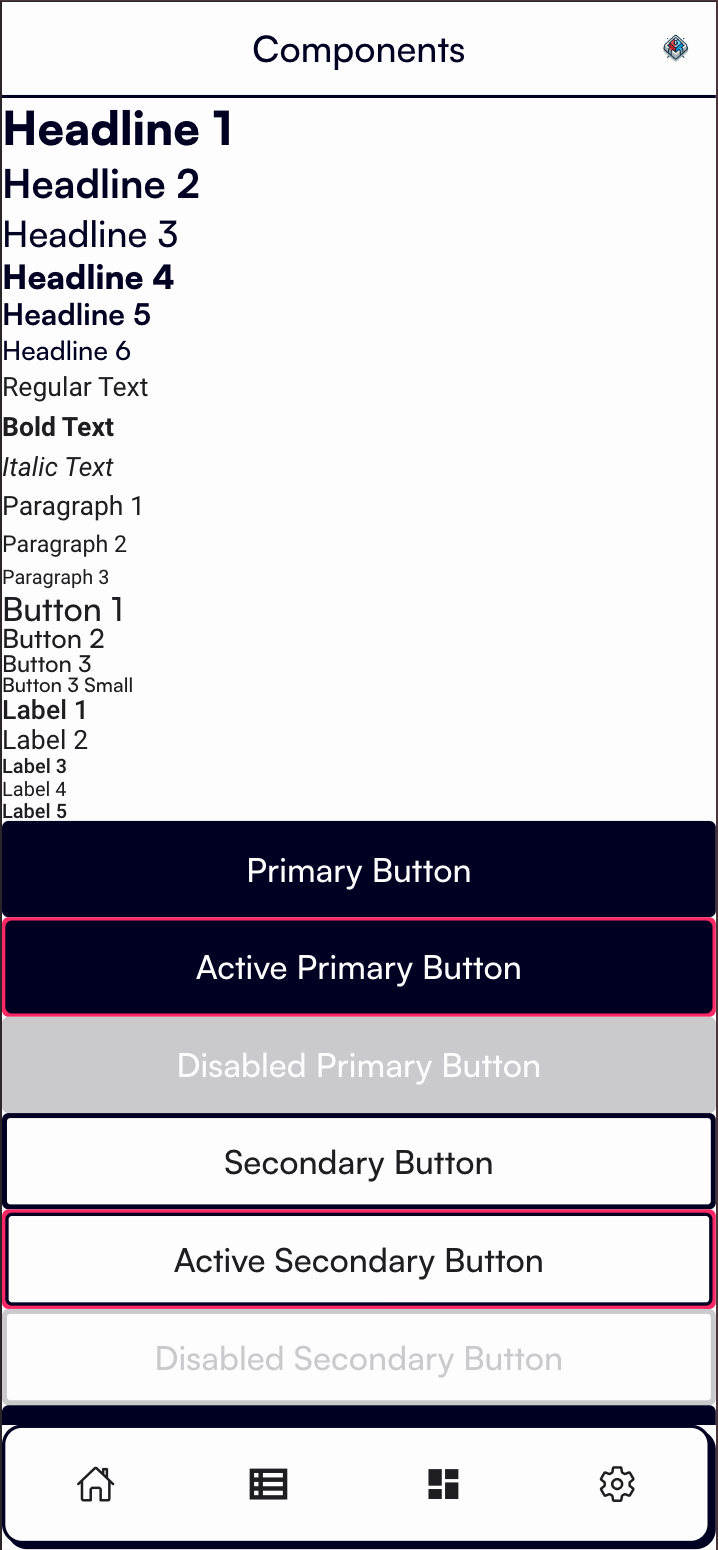 Components
Headline 1
Headline 2
Headline 3
Headline 4
Headline 5
Headline 6
Regular Text
Bold Text
Italic Text
Paragraph 1
Paragraph 2
Paragraph 3
Button 1
Button 2
Button 3
Button 3 Small
Label 1
Label 2
Label 3
Label 4
Label 5
Primary Button
Active Primary Button
Disabled Primary Button
Secondary Button
Active Secondary Button
Disabled Secondary Button